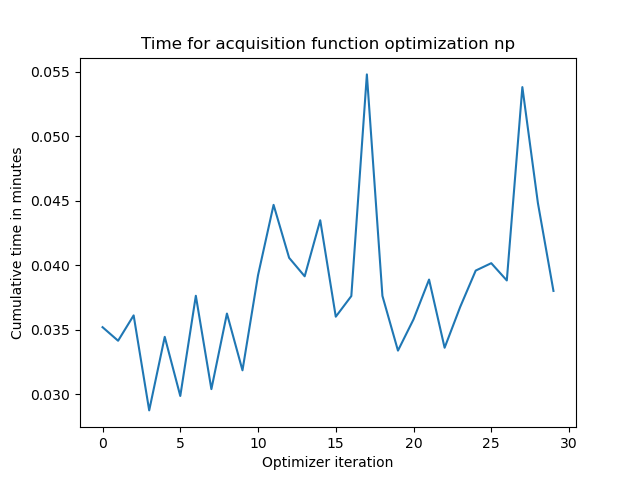 Time for acquisition function optimization np
Cumulative time in minutes
0.055
0.050
0.045
0.040
0.035
0.030
0 5 10 15 20 25 30
Optimizer iteration